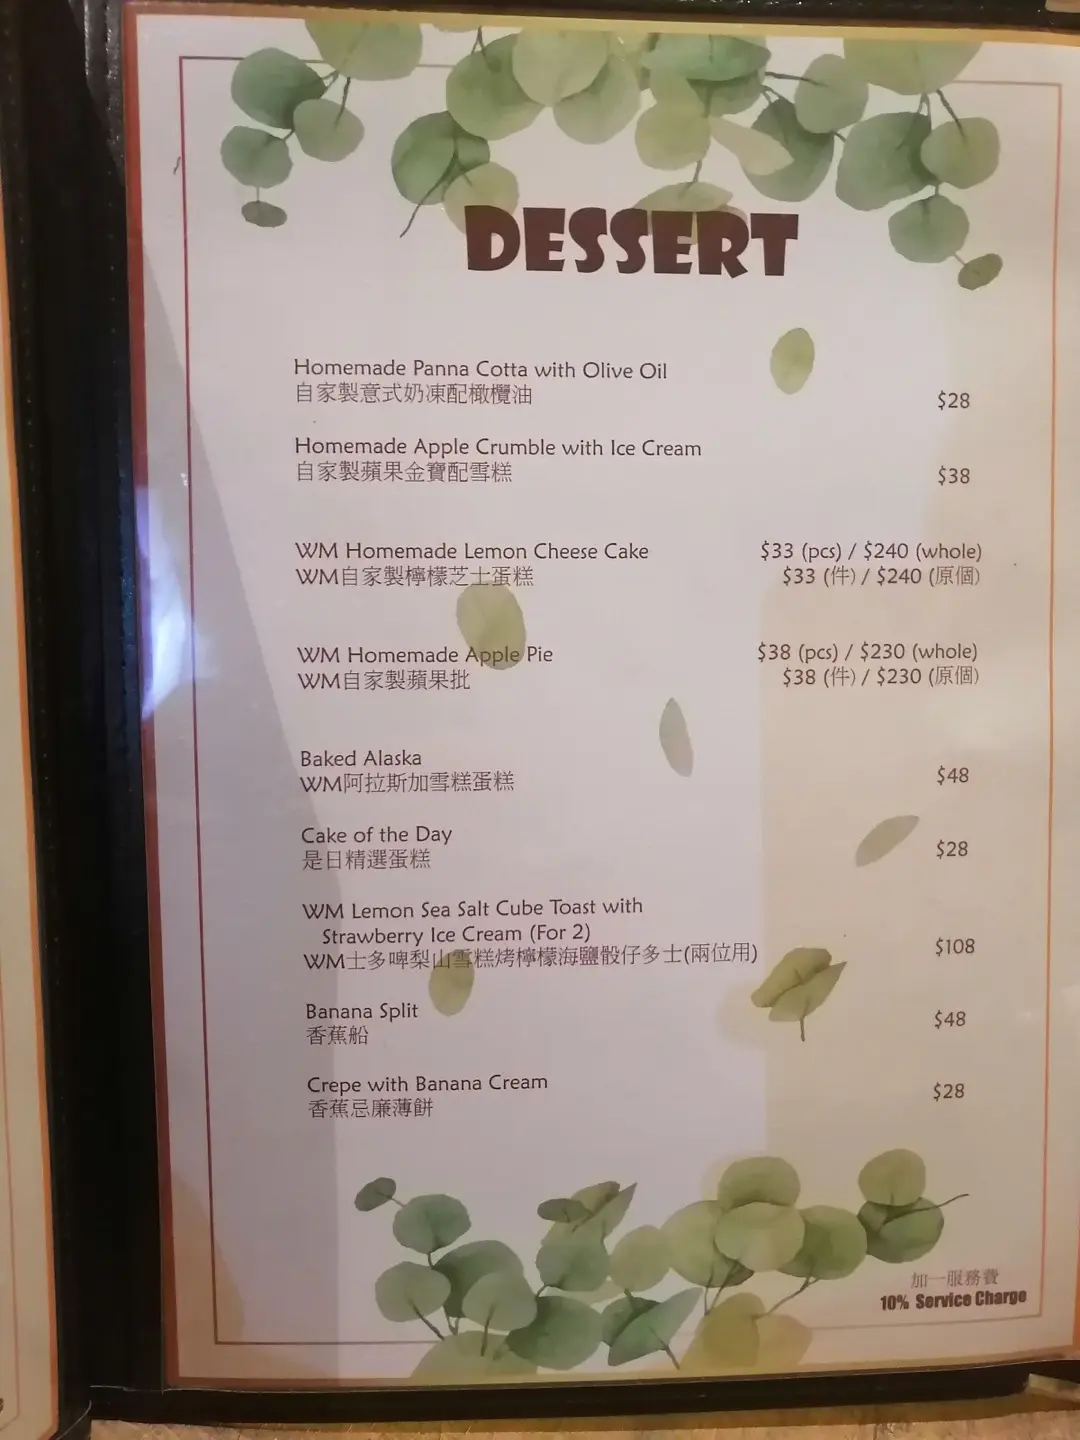 DESSERT
Homemade Panna Cotta with Olive Oil
自家製意式奶凍配橄欖油
$28
Homemade Apple Crumble with Ice Cream
自家製蘋果金寶配雪糕
$38
WM Homemade Lemon Cheese Cake
$33 (pcs) / $240 (whole)
WM自家製檸檬芝士蛋糕
$33 (件) / $240 (原個)
WM Homemade Apple Pie
$38 (pcs) / $230 (whole)
WM自家製蘋果批
$38 (件) / $230 (原個)
Baked Alaska
WM阿拉斯加雪糕蛋糕
$48
Cake of the Day
是日精選蛋糕
$28
WM Lemon Sea Salt Cube Toast with
Strawberry Ice Cream (For 2)
WM士多啤梨山雪糕烤檸檬海鹽骰仔多士(兩位用)
$108
Banana Split
香蕉船
$48
Crepe with Banana Cream
香蕉忌廉薄餅
$28
加一服務費
10% Service Charge